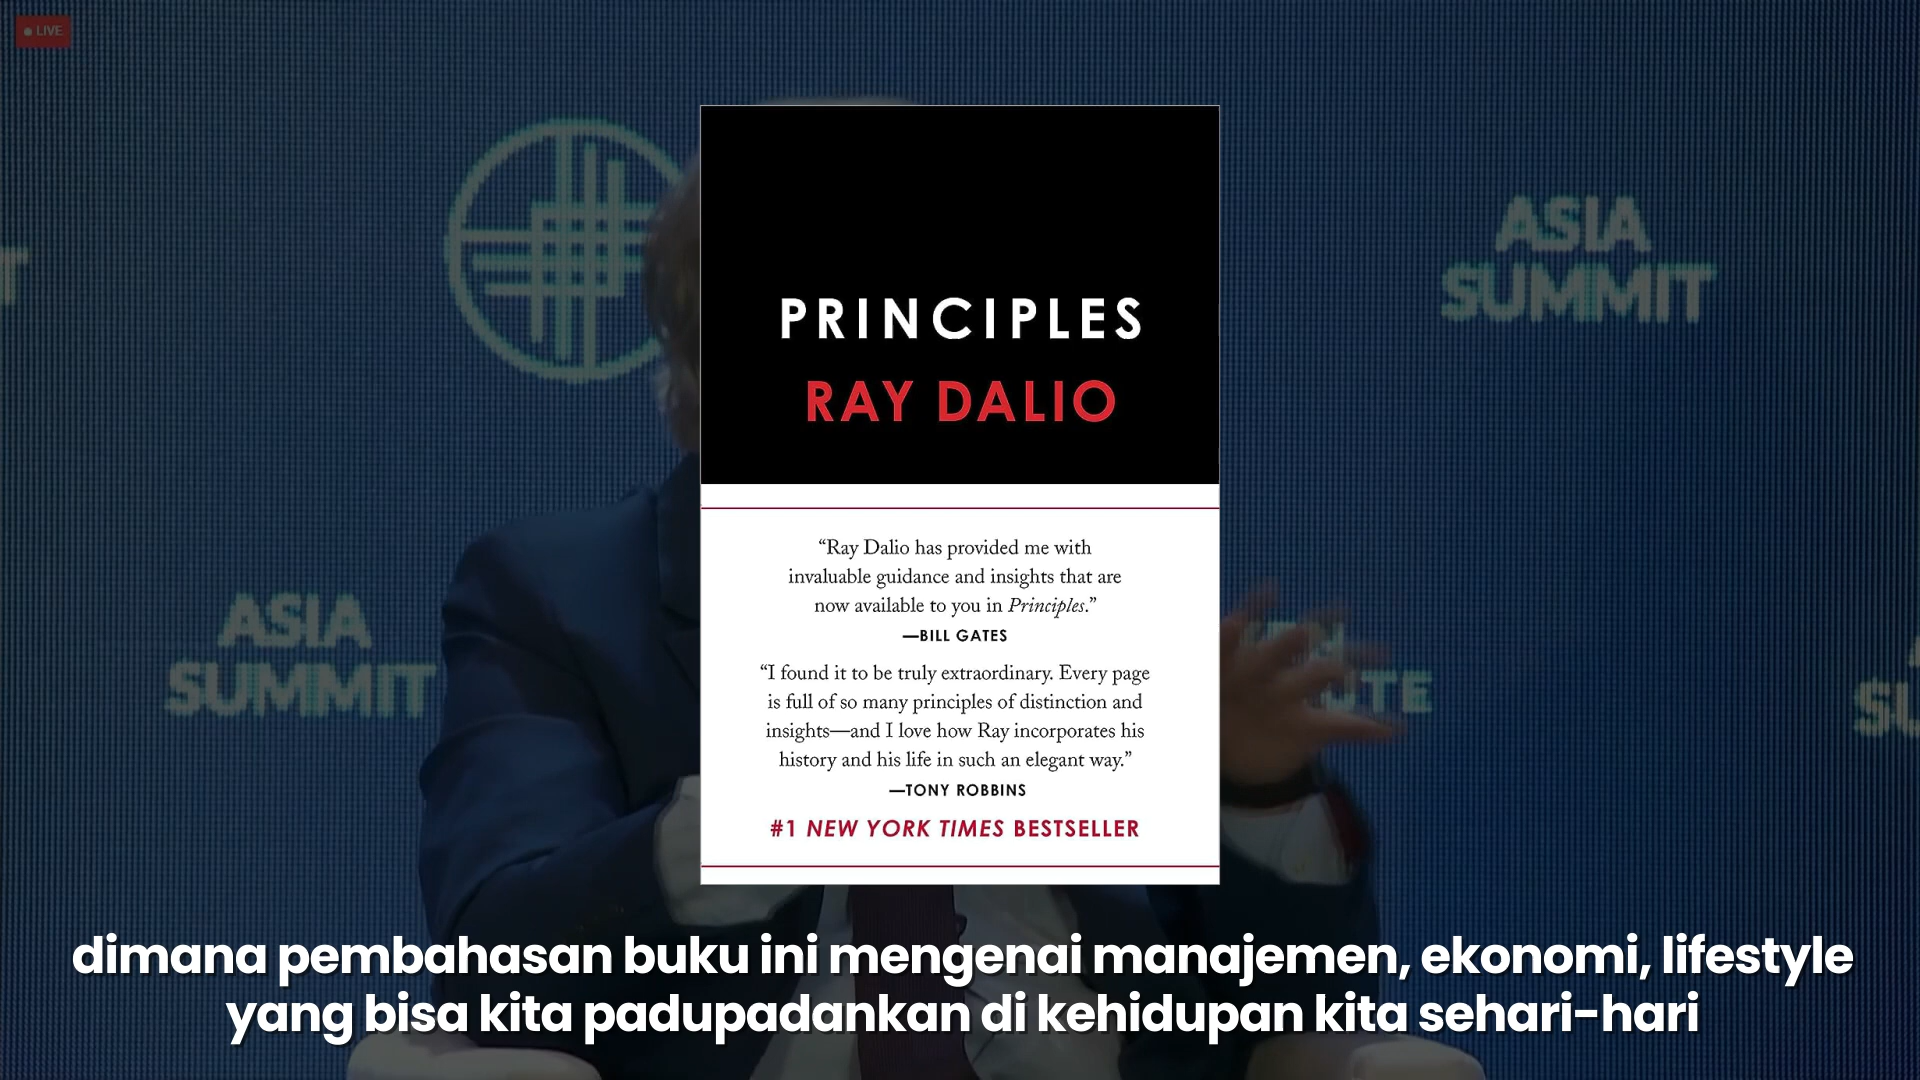 LIVE
ASIA
SUMMIT
ASIA
SUMMIT
PRINCIPLES
RAY DALIO
“Ray Dalio has provided me with
invaluable guidance and insights that are
now available to you in Principles.”
—BILL GATES
“I found it to be truly extraordinary. Every page
is full of so many principles of distinction and
insights—and I love how Ray incorporates his
history and his life in such an elegant way.”
—TONY ROBBINS
#1 NEW YORK TIMES BESTSELLER
dimana pembahasan buku ini mengenai manajemen, ekonomi, lifestyle
yang bisa kita padupadankan di kehidupan kita sehari-hari